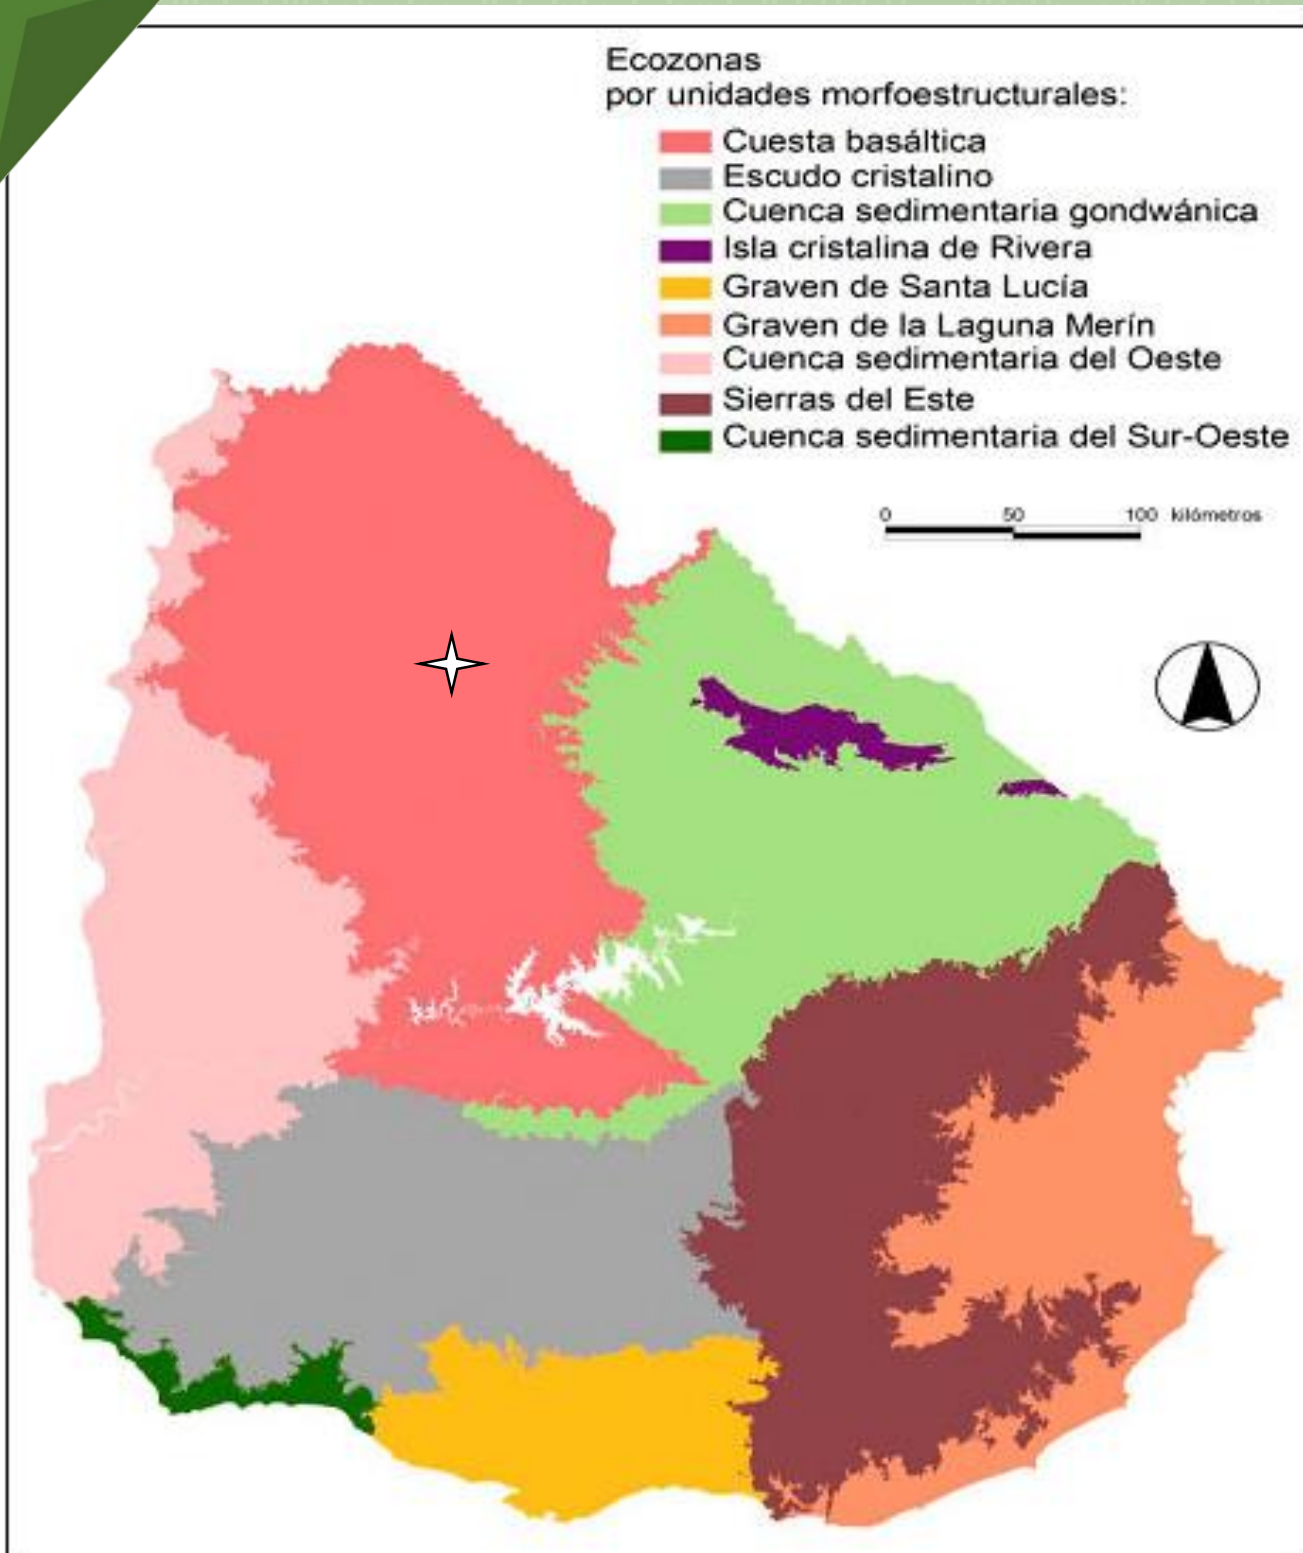 Ecozonas
por unidades morfoestructurales:
Cuesta basáltica
Escudo cristalino
Cuenca sedimentaria gondwánica
Isla cristalina de Rivera
Graven de Santa Lucía
Graven de la Laguna Merín
Cuenca sedimentaria del Oeste
Sierras del Este
Cuenca sedimentaria del Sur-Oeste
0 50 100 kilómetros